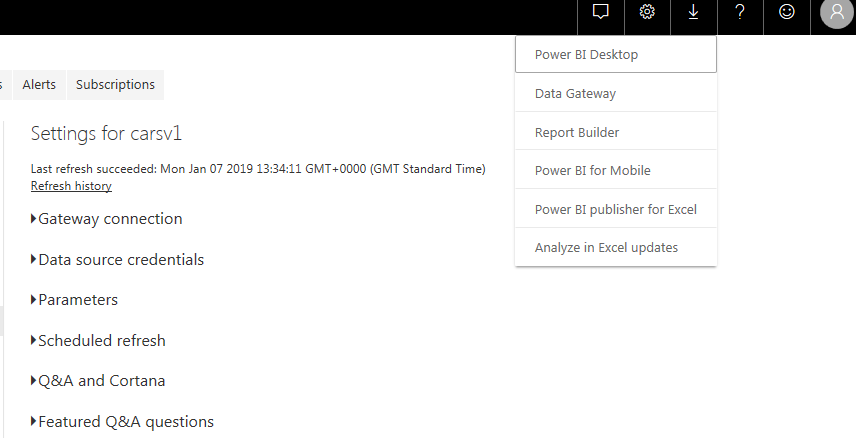 ?
Power BI Desktop
Data Gateway
Report Builder
Power BI for Mobile
Power BI publisher for Excel
Analyze in Excel updates
s
Alerts
Subscriptions
Settings for carsv1
Last refresh succeeded: Mon Jan 07 2019 13:34:11 GMT+0000 (GMT Standard Time)
Refresh history
Gateway connection
Data source credentials
Parameters
Scheduled refresh
Q&A and Cortana
Featured Q&A questions